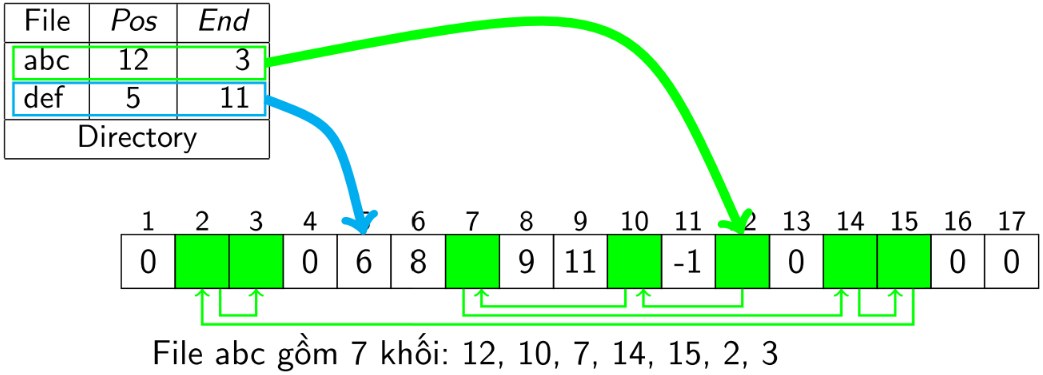 File Pos End
abc 12 3
def 5 11
Directory
1 2 3 4 5 6 7 8 9 10 11 12 13 14 15 16 17
0 0 6 8 9 11 -1 0 0 0
File abc gồm 7 khối: 12, 10, 7, 14, 15, 2, 3